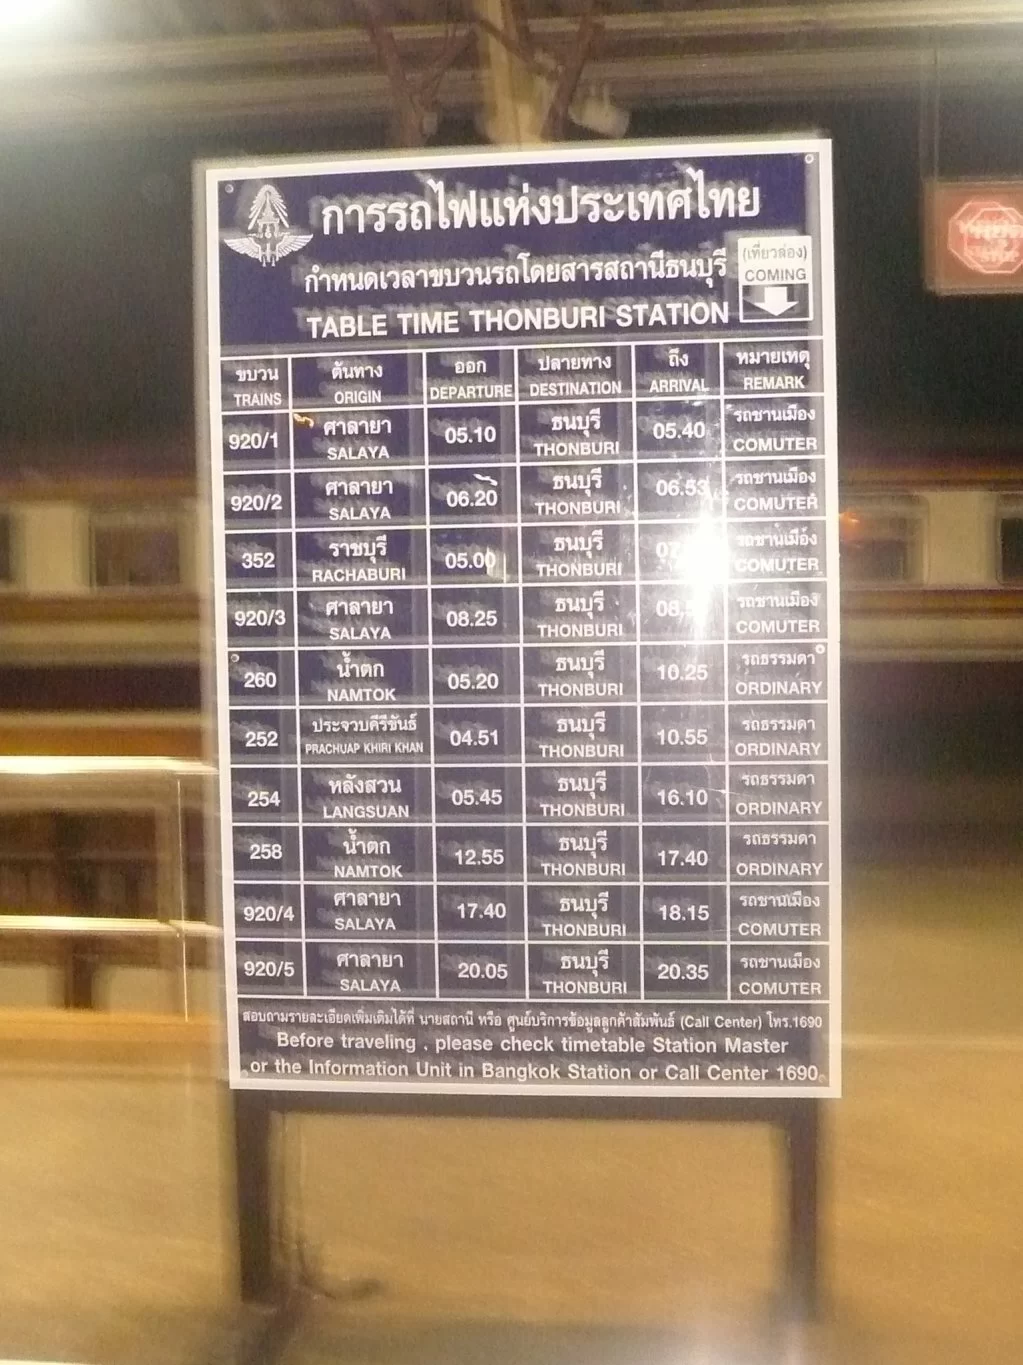 การรถไฟแห่งประเทศไทย
กำหนดเวลาขบวนรถโดยสารสถานีธนบุรี
TABLE TIME THONBURI STATION
(เที่ยวล่อง)
COMING
ขบวน ต้นทาง ออก ปลายทาง ถึง หมายเหตุ
TRAINS ORIGIN DEPARTURE DESTINATION ARRIVAL REMARK
920/1 ศาลายา 05.10 ธนบุรี 05.40 รถชานเมือง
SALAYA THONBURI COMUTER
920/2 ศาลายา 06.20 ธนบุรี 06.53 รถชานเมือง
SALAYA THONBURI COMUTER
352 ราชบุรี 05.00 ธนบุรี รถชานเมือง
RACHABURI THONBURI COMUTER
920/3 ศาลายา 08.25 ธนบุรี รถชานเมือง
SALAYA THONBURI COMUTER
260 น้ำตก 05.20 ธนบุรี 10.25 รถธรรมดา
NAMTOK THONBURI ORDINARY
252 ประจวบคีรีขันธ์ 04.51 ธนบุรี 10.55 รถธรรมดา
PRACHUAP KHIRI KHAN THONBURI ORDINARY
254 หลังสวน 05.45 ธนบุรี 16.10 รถธรรมดา
LANGSUAN THONBURI ORDINARY
258 น้ำตก 12.55 ธนบุรี 17.40 รถธรรมดา
NAMTOK THONBURI ORDINARY
920/4 ศาลายา 17.40 ธนบุรี 18.15 รถชานเมือง
SALAYA THONBURI COMUTER
920/5 ศาลายา 20.05 ธนบุรี 20.35 รถชานเมือง
SALAYA THONBURI COMUTER
สอบถามรายละเอียดเพิ่มเติมได้ที่ นายสถานี หรือ ศูนย์บริการข้อมูลลูกค้าสัมพันธ์ (Call Center) โทร.1690
Before traveling , please check timetable Station Master
or the Information Unit in Bangkok Station or Call Center 1690